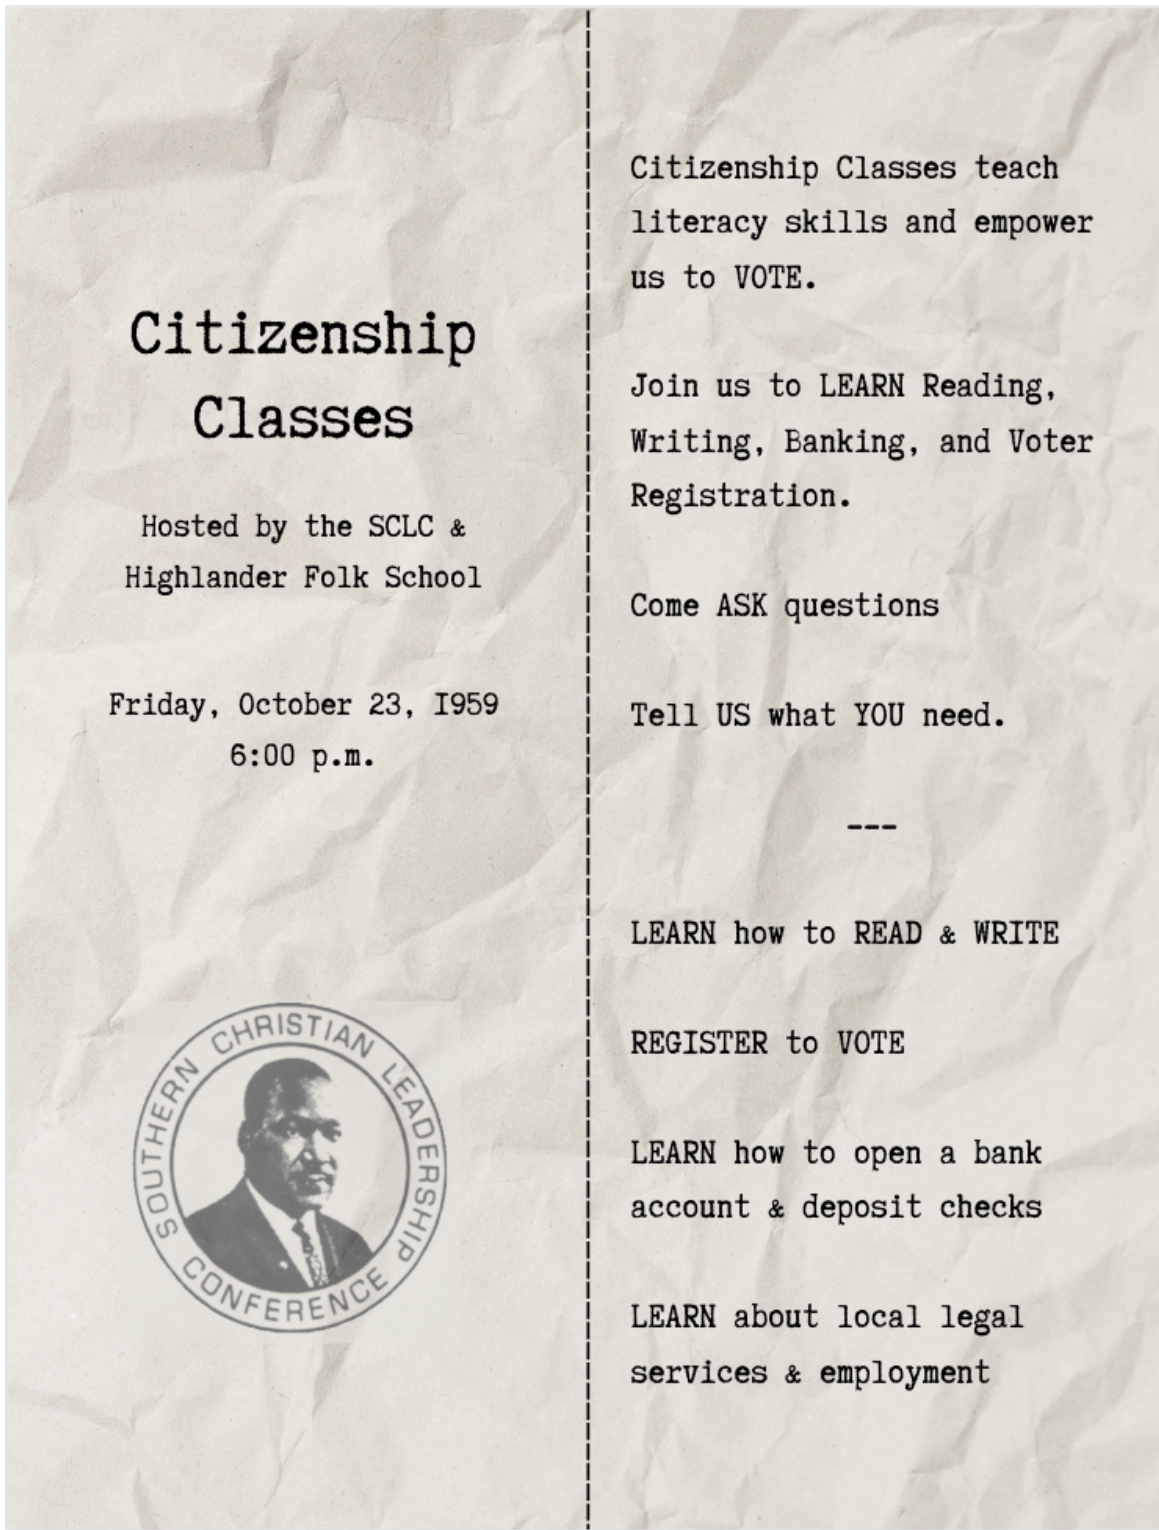 Citizenship
Classes
Hosted by the SCLC &
Highlander Folk School
Friday, October 23, I959
6:00 p.m.
SOUTHERN CHRISTIAN LEADERSHIP
CONFERENCE
Citizenship Classes teach
literacy skills and empower
us to VOTE.
Join us to LEARN Reading,
Writing, Banking, and Voter
Registration.
Come ASK questions
Tell US what YOU need.
---
LEARN how to READ & WRITE
REGISTER to VOTE
LEARN how to open a bank
account & deposit checks
LEARN about local legal
services & employment